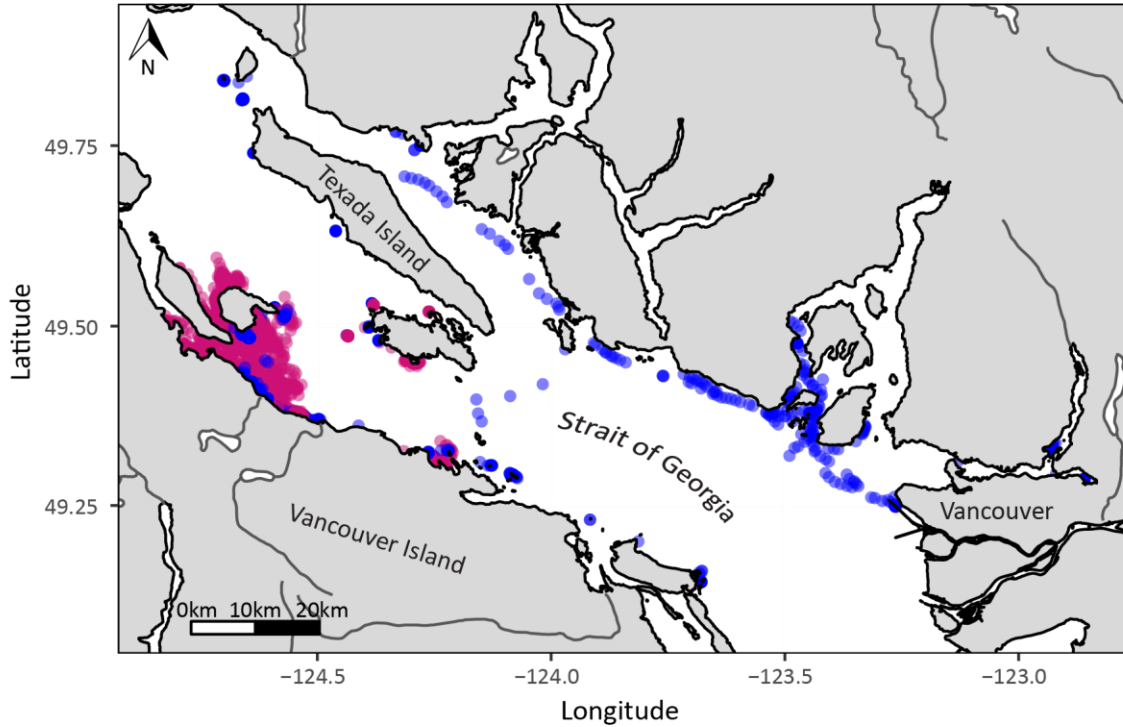 N
49.75
49.50
49.25
Latitude
Texada Island
Strait of Georgia
Vancouver
Vancouver Island
0km 10km 20km
−124.5 −124.0 −123.5 −123.0
Longitude